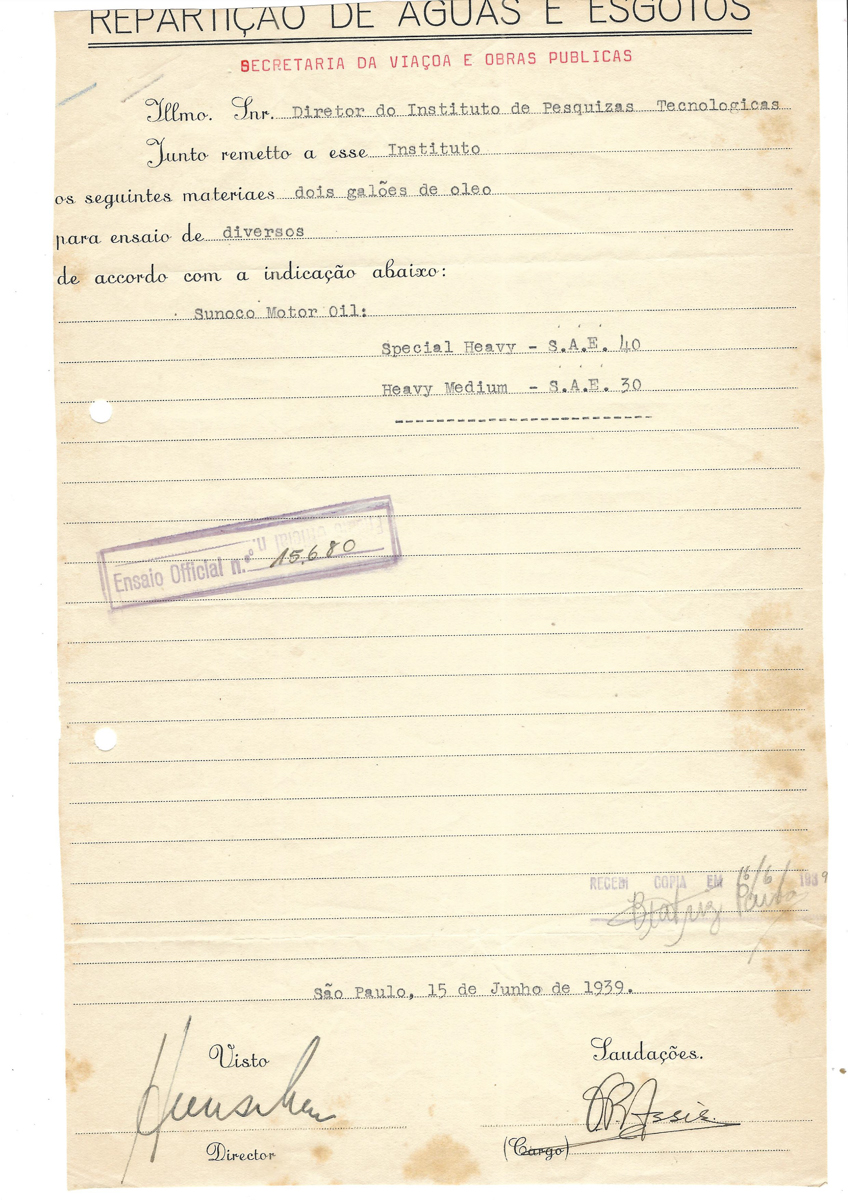 REPARTIÇÃO DE AGUAS E ESGOTOS
SECRETARIA DA VIAÇOA E OBRAS PUBLICAS
Illmo. Snr. Diretor do Instituto de Pesquizas Tecnologicas
Junto remetto a esse Instituto
os seguintes materiaes dois galões de oleo
para ensaio de diversos
de accordo com a indicação abaixo:
Sunoco Motor Oil:
Special Heavy - S.A.E. 40
Heavy Medium - S.A.E. 30
Ensaio Official n.º 15.680
RECEBI COPIA EM 16/6/1939
Beatriz
São Paulo, 15 de Junho de 1939.
Visto
Saudações.
Assis.
Director
(Cargo)